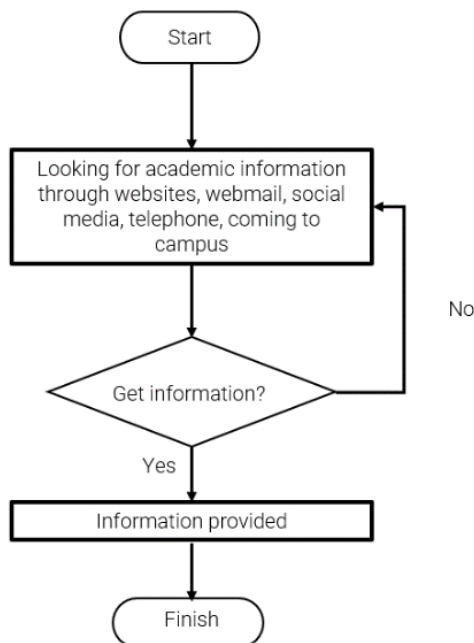 Start
Looking for academic information
through websites, webmail, social
media, telephone, coming to
campus
No
Get information?
Yes
Information provided
Finish